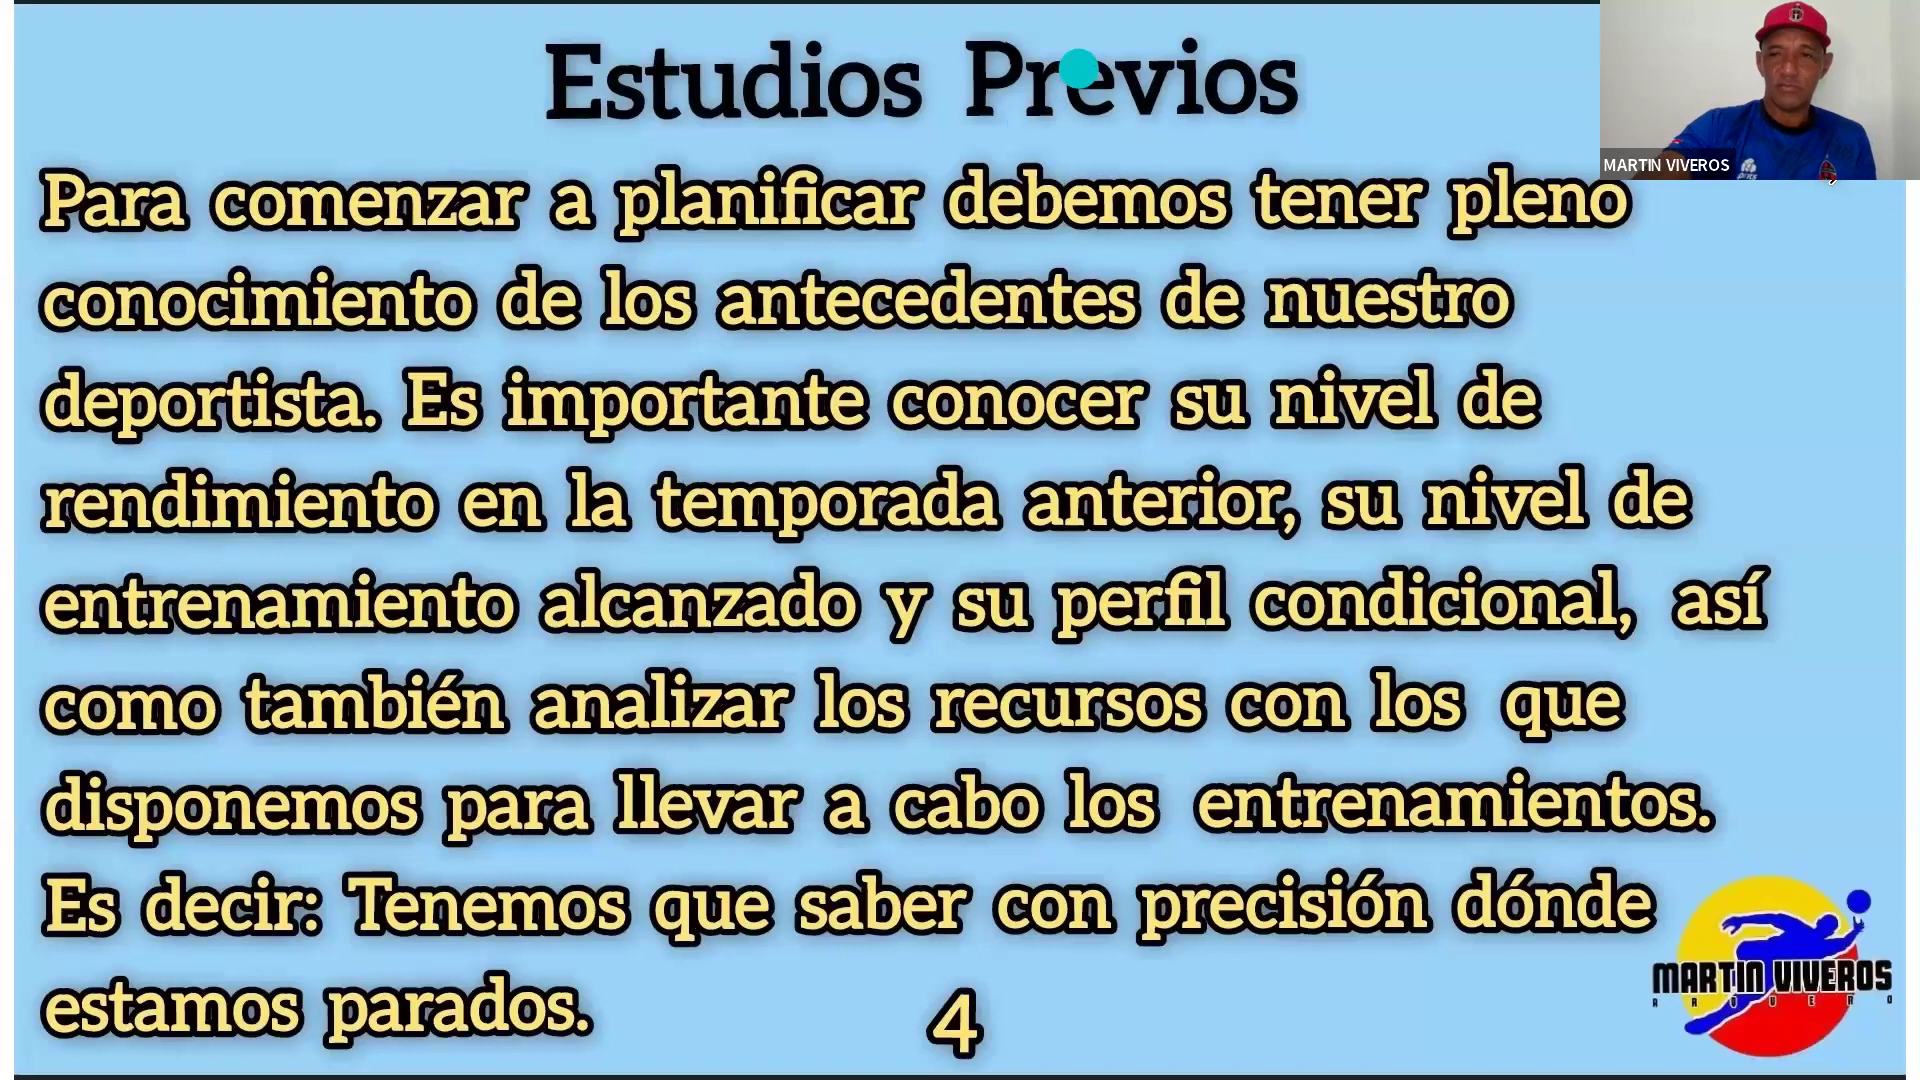 Estudios Previos
MARTIN VIVEROS
Para comenzar a planificar debemos tener pleno
conocimiento de los antecedentes de nuestro
deportista. Es importante conocer su nivel de
rendimiento en la temporada anterior, su nivel de
entrenamiento alcanzado y su perfil condicional, así
como también analizar los recursos con los que
disponemos para llevar a cabo los entrenamientos.
Es decir: Tenemos que saber con precisión dónde
estamos parados.
4
MARTIN VIVEROS
ARQUERO